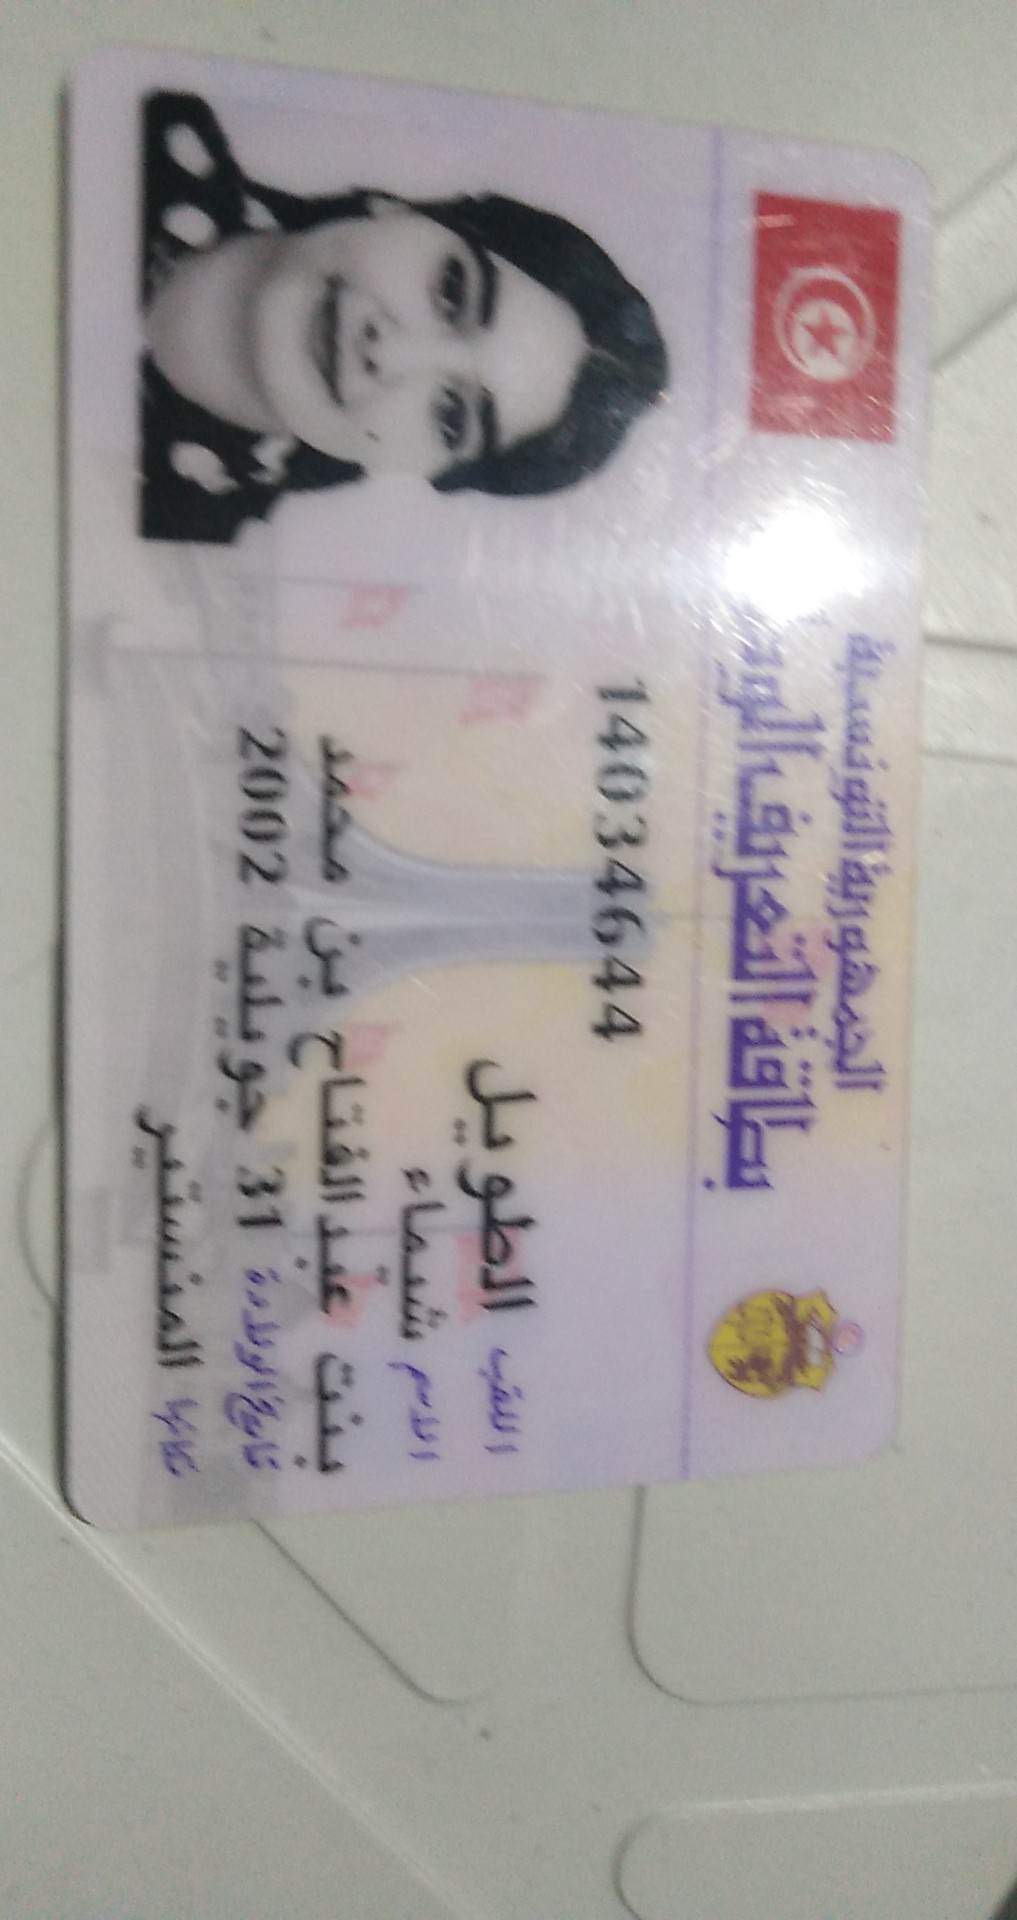 الجمهورية التونسية
بطاقة التعريف
14034644
اللقب الطويل
الاسم شيماء
بنت عبد الفتاح بن محمد
تاريخ الولادة 31 جويلية 2002
مكانها المنستير